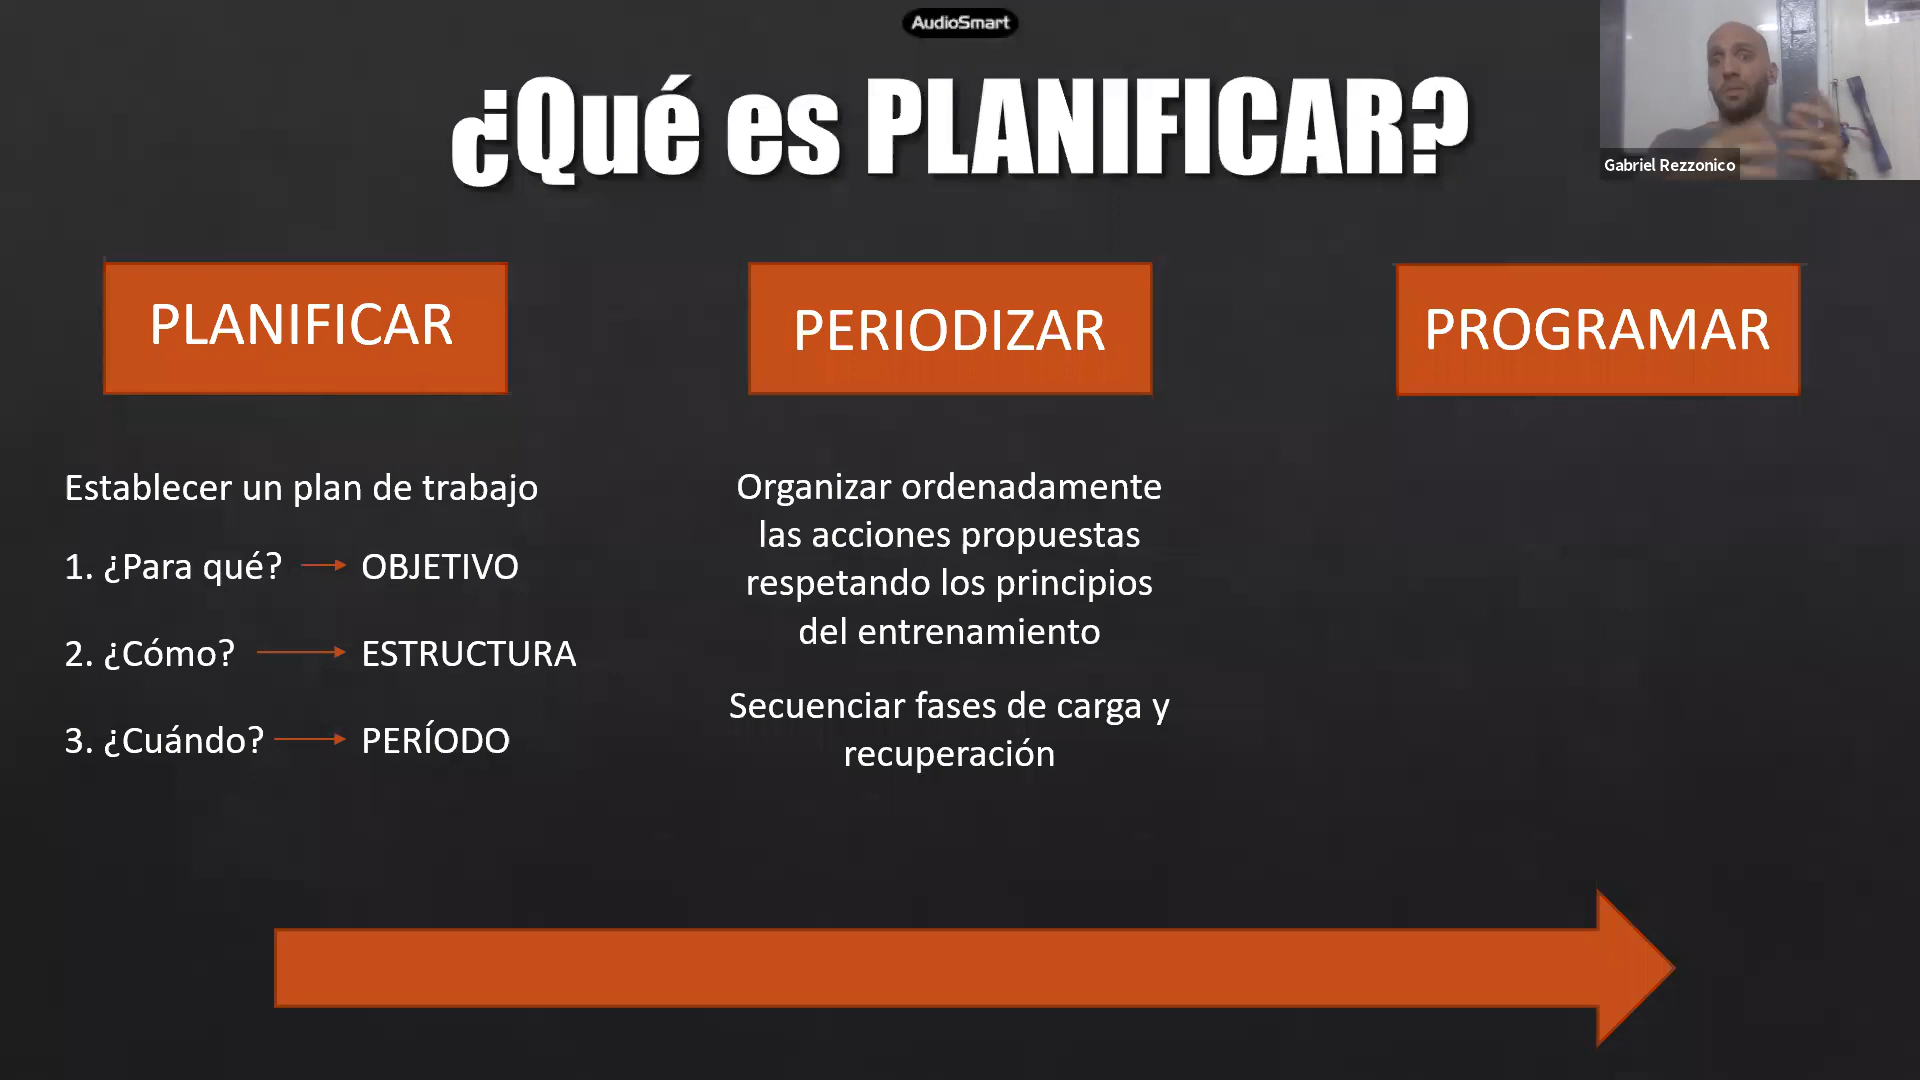 AudioSmart
¿Qué es PLANIFICAR?
Gabriel Rezzonico
PLANIFICAR
PERIODIZAR
PROGRAMAR
Establecer un plan de trabajo
1. ¿Para qué? OBJETIVO
2. ¿Cómo? ESTRUCTURA
3. ¿Cuándo? PERÍODO
Organizar ordenadamente
las acciones propuestas
respetando los principios
del entrenamiento
Secuenciar fases de carga y
recuperación